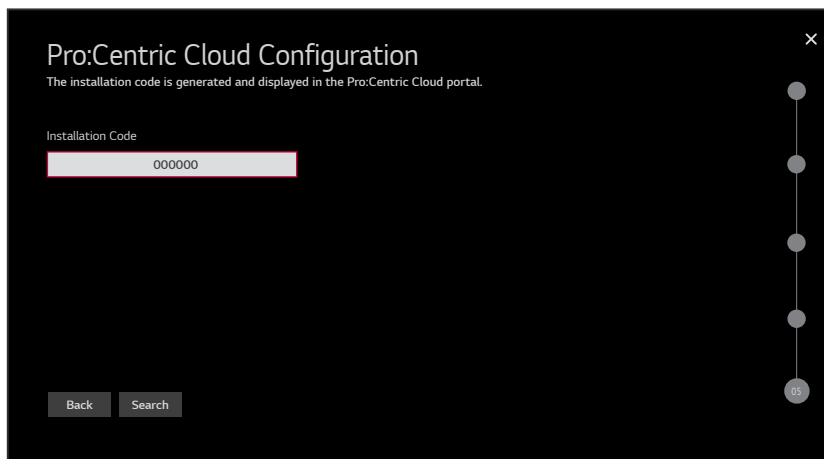 Pro:Centric Cloud Configuration
The installation code is generated and displayed in the Pro:Centric Cloud portal.
Installation Code
000000
Back Search
05